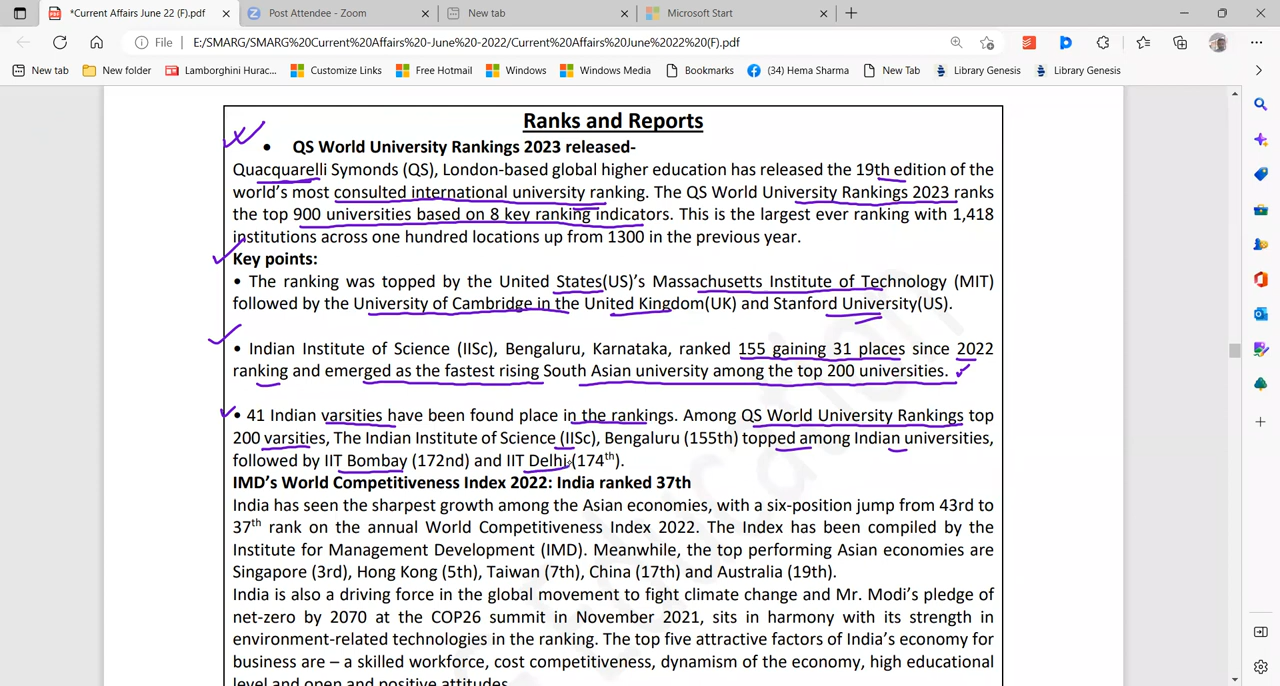 *Current Affairs June 22 (F).pdf
Post Attendee - Zoom
New tab
Microsoft Start
File
E:/SMARG/SMARG%20Current%20Affairs%20-June%20-2022/Current%20Affairs%20June%2022%20(F).pdf
New tab
New folder
Lamborghini Hurac...
Customize Links
Free Hotmail
Windows
Windows Media
Bookmarks
(34) Hema Sharma
New Tab
Library Genesis
Library Genesis
Ranks and Reports
• QS World University Rankings 2023 released-
Quacquarelli Symonds (QS), London-based global higher education has released the 19th edition of the
world's most consulted international university ranking. The QS World University Rankings 2023 ranks
the top 900 universities based on 8 key ranking indicators. This is the largest ever ranking with 1,418
institutions across one hundred locations up from 1300 in the previous year.
Key points:
• The ranking was topped by the United States(US)'s Massachusetts Institute of Technology (MIT)
followed by the University of Cambridge in the United Kingdom(UK) and Stanford University(US).
• Indian Institute of Science (IISc), Bengaluru, Karnataka, ranked 155 gaining 31 places since 2022
ranking and emerged as the fastest rising South Asian university among the top 200 universities.
• 41 Indian varsities have been found place in the rankings. Among QS World University Rankings top
200 varsities, The Indian Institute of Science (IISc), Bengaluru (155th) topped among Indian universities,
followed by IIT Bombay (172nd) and IIT Delhi (174th).
IMD's World Competitiveness Index 2022: India ranked 37th
India has seen the sharpest growth among the Asian economies, with a six-position jump from 43rd to
37th rank on the annual World Competitiveness Index 2022. The Index has been compiled by the
Institute for Management Development (IMD). Meanwhile, the top performing Asian economies are
Singapore (3rd), Hong Kong (5th), Taiwan (7th), China (17th) and Australia (19th).
India is also a driving force in the global movement to fight climate change and Mr. Modi's pledge of
net-zero by 2070 at the COP26 summit in November 2021, sits in harmony with its strength in
environment-related technologies in the ranking. The top five attractive factors of India's economy for
business are – a skilled workforce, cost competitiveness, dynamism of the economy, high educational
level and open and positive attitudes.